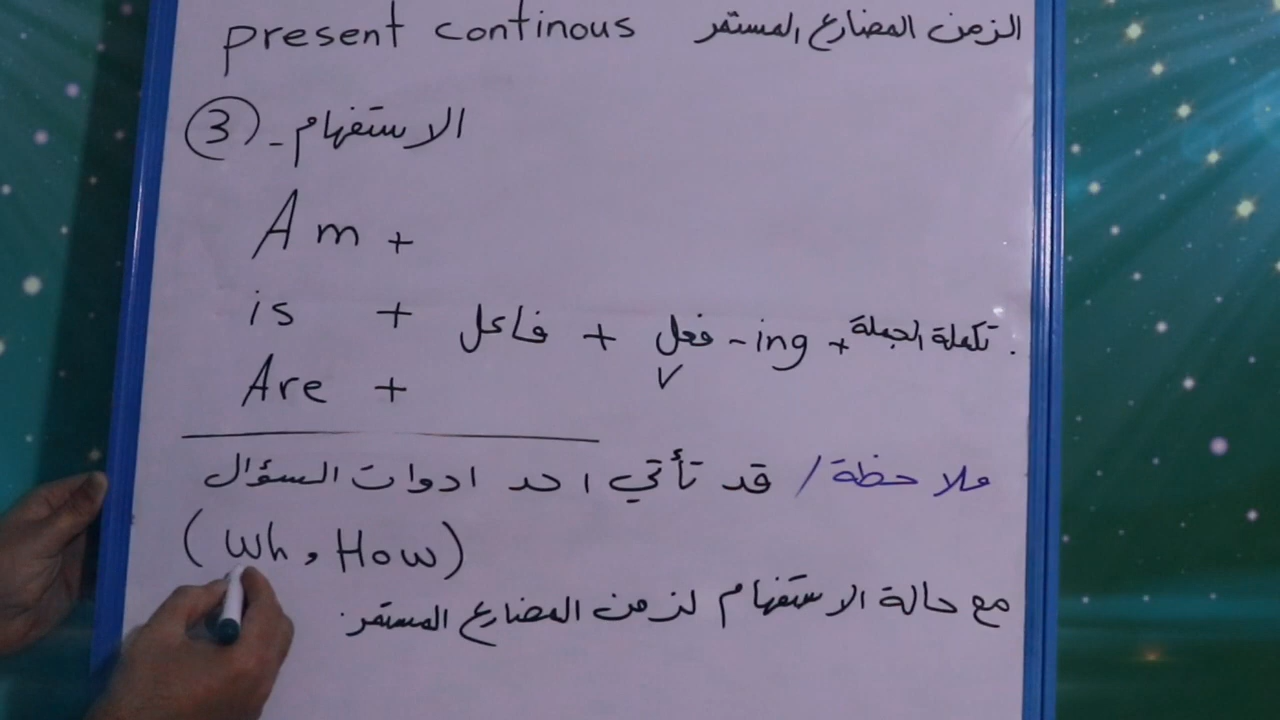 present continous الزمن المضارع المستمر
3 - الاستفهام
Am +
is + فاعل + فعل -ing + تكملة الجملة .
V
Are +
ملاحظة / قد تأتي احد ادوات السؤال
(Wh, How)
مع حالة الاستفهام لزمن المضارع المستمر.